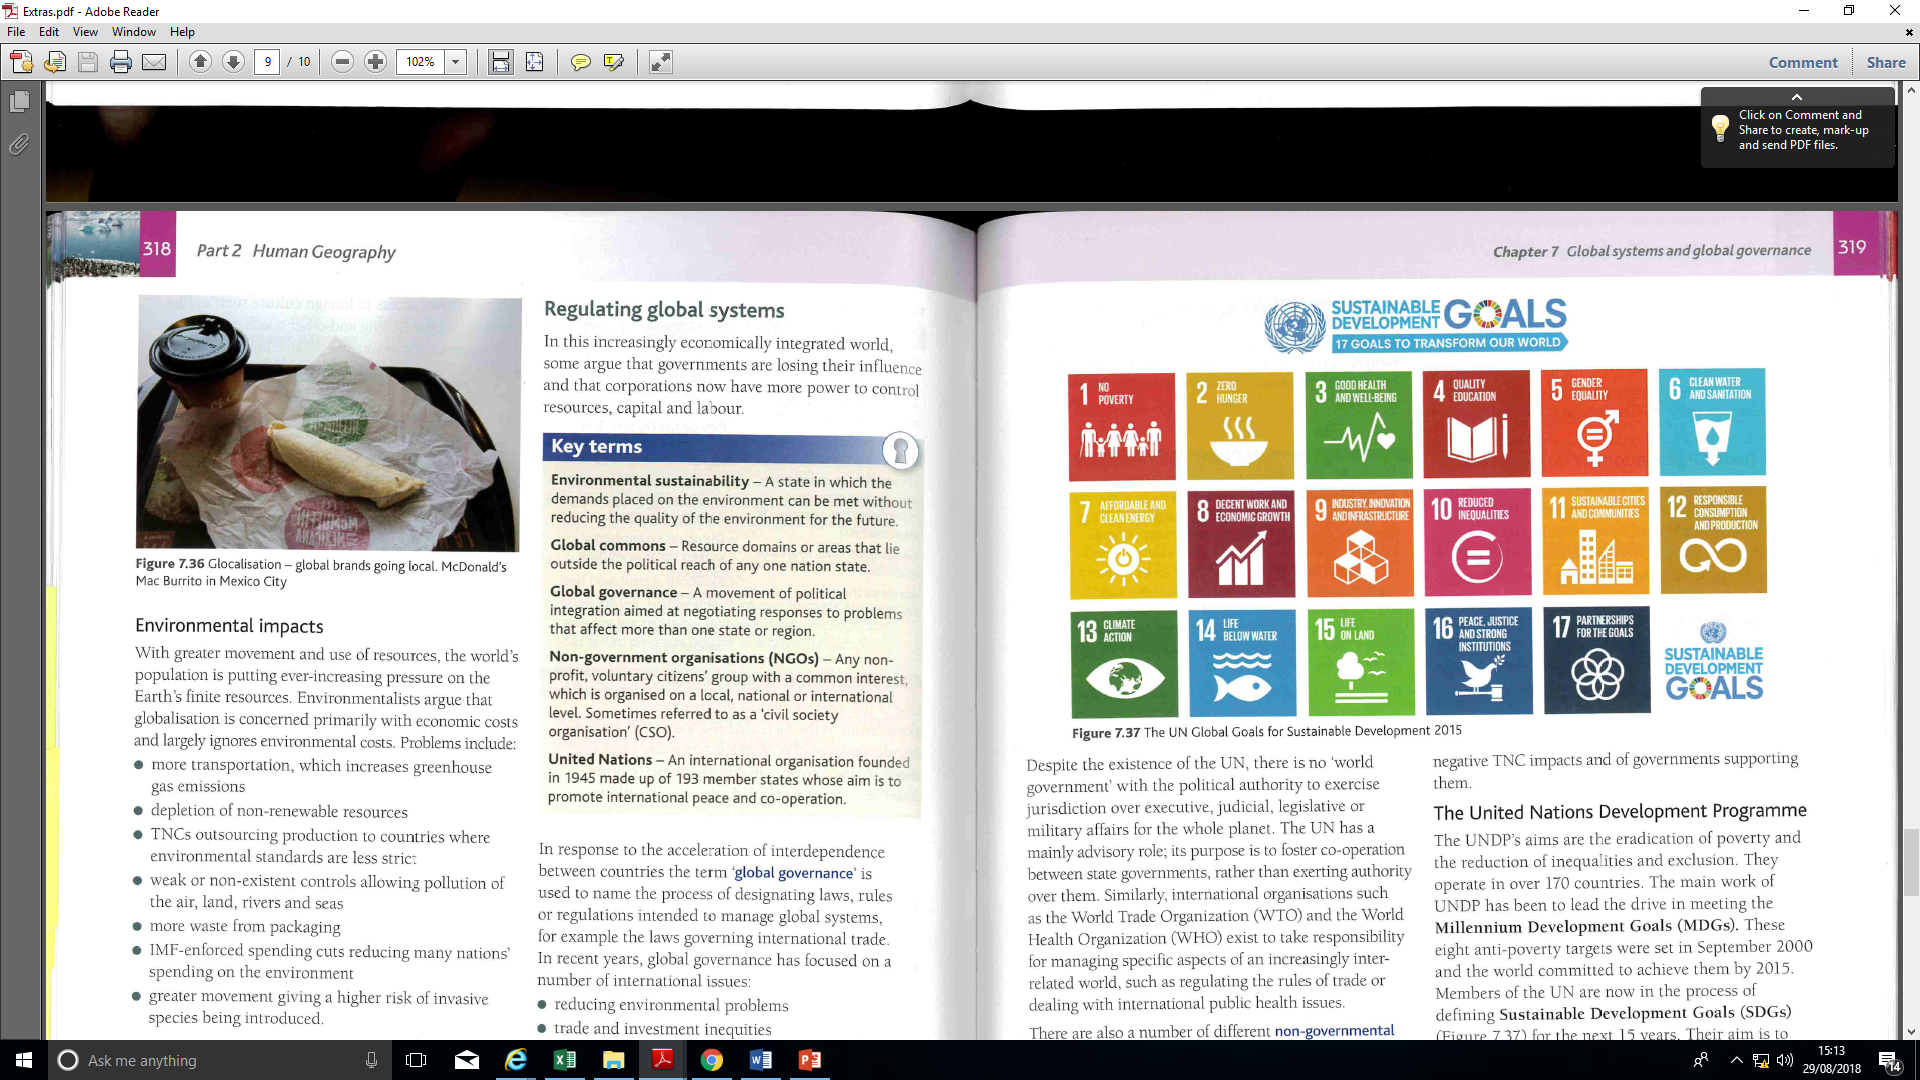 Extras.pdf - Adobe Reader
File Edit View Window Help
9 / 10
102%
Comment
Share
Click on Comment and
Share to create, mark-up
and send PDF files.
318
Part 2 Human Geography
Figure 7.36 Glocalisation – global brands going local. McDonald's
Mac Burrito in Mexico City
Environmental impacts
With greater movement and use of resources, the world's
population is putting ever-increasing pressure on the
Earth's finite resources. Environmentalists argue that
globalisation is concerned primarily with economic costs
and largely ignores environmental costs. Problems include:
● more transportation, which increases greenhouse
gas emissions
● depletion of non-renewable resources
● TNCs outsourcing production to countries where
environmental standards are less strict
● weak or non-existent controls allowing pollution of
the air, land, rivers and seas
● more waste from packaging
● IMF-enforced spending cuts reducing many nations'
spending on the environment
● greater movement giving a higher risk of invasive
species being introduced.
Regulating global systems
In this increasingly economically integrated world,
some argue that governments are losing their influence
and that corporations now have more power to control
resources, capital and labour.
Key terms
Environmental sustainability – A state in which the
demands placed on the environment can be met without
reducing the quality of the environment for the future.
Global commons – Resource domains or areas that lie
outside the political reach of any one nation state.
Global governance – A movement of political
integration aimed at negotiating responses to problems
that affect more than one state or region.
Non-government organisations (NGOs) – Any non-
profit, voluntary citizens' group with a common interest,
which is organised on a local, national or international
level. Sometimes referred to as a 'civil society
organisation' (CSO).
United Nations – An international organisation founded
in 1945 made up of 193 member states whose aim is to
promote international peace and co-operation.
In response to the acceleration of interdependence
between countries the term 'global governance' is
used to name the process of designating laws, rules
or regulations intended to manage global systems,
for example the laws governing international trade.
In recent years, global governance has focused on a
number of international issues:
● reducing environmental problems
● trade and investment inequities
Chapter 7 Global systems and global governance
319
SUSTAINABLE
DEVELOPMENT
GOALS
17 GOALS TO TRANSFORM OUR WORLD
1 NO
POVERTY
2 ZERO
HUNGER
3 GOOD HEALTH
AND WELL-BEING
4 QUALITY
EDUCATION
5 GENDER
EQUALITY
6 CLEAN WATER
AND SANITATION
7 AFFORDABLE AND
CLEAN ENERGY
8 DECENT WORK AND
ECONOMIC GROWTH
9 INDUSTRY, INNOVATION
AND INFRASTRUCTURE
10 REDUCED
INEQUALITIES
11 SUSTAINABLE CITIES
AND COMMUNITIES
12 RESPONSIBLE
CONSUMPTION
AND PRODUCTION
13 CLIMATE
ACTION
14 LIFE
BELOW WATER
15 LIFE
ON LAND
16 PEACE, JUSTICE
AND STRONG
INSTITUTIONS
17 PARTNERSHIPS
FOR THE GOALS
SUSTAINABLE
DEVELOPMENT
GOALS
Figure 7.37 The UN Global Goals for Sustainable Development 2015
Despite the existence of the UN, there is no 'world
government' with the political authority to exercise
jurisdiction over executive, judicial, legislative or
military affairs for the whole planet. The UN has a
mainly advisory role; its purpose is to foster co-operation
between state governments, rather than exerting authority
over them. Similarly, international organisations such
as the World Trade Organization (WTO) and the World
Health Organization (WHO) exist to take responsibility
for managing specific aspects of an increasingly inter-
related world, such as regulating the rules of trade or
dealing with international public health issues.
There are also a number of different non-governmental
negative TNC impacts and of governments supporting
them.
The United Nations Development Programme
The UNDP's aims are the eradication of poverty and
the reduction of inequalities and exclusion. They
operate in over 170 countries. The main work of
UNDP has been to lead the drive in meeting the
Millennium Development Goals (MDGs). These
eight anti-poverty targets were set in September 2000
and the world committed to achieve them by 2015.
Members of the UN are now in the process of
defining Sustainable Development Goals (SDGs)
(Figure 7.37) for the next 15 years. Their aim is to
Ask me anything
15:13
29/08/2018
14